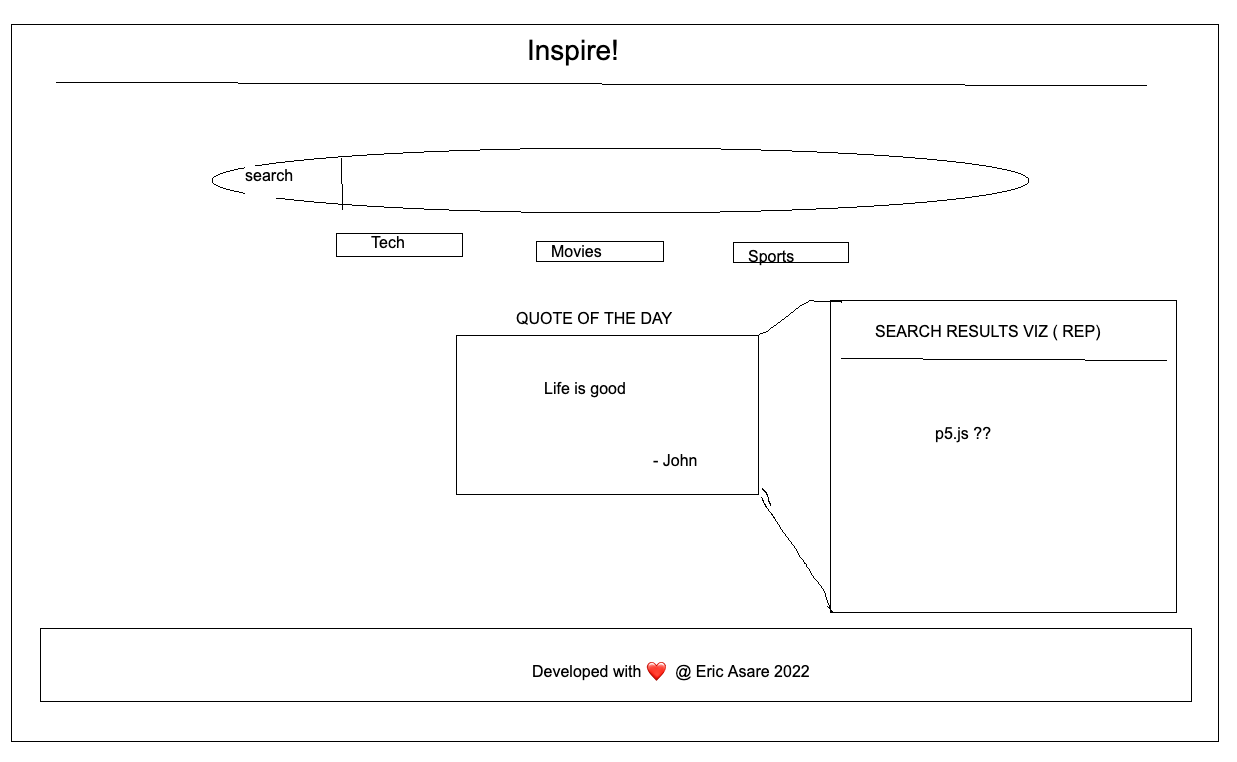 Inspire!
search
Tech
Movies
Sports
QUOTE OF THE DAY
Life is good
- John
SEARCH RESULTS VIZ ( REP)
p5.js ??
Developed with ❤️ @ Eric Asare 2022